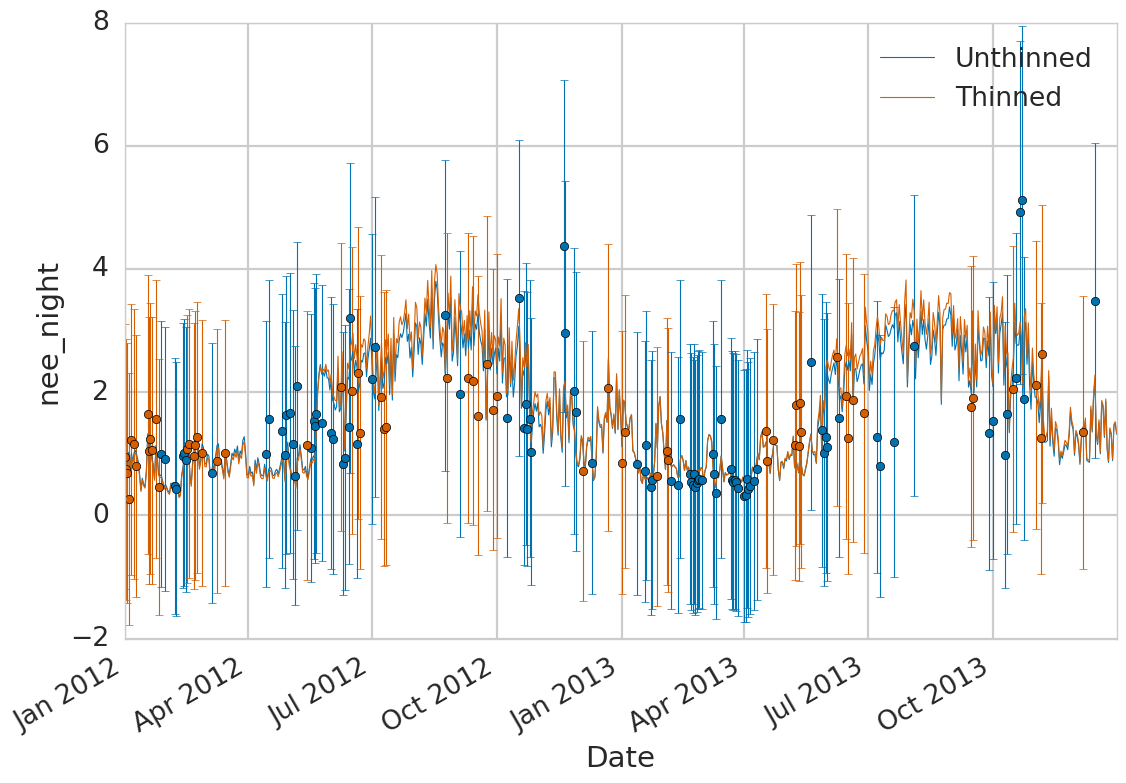 8
6
4
2
0
−2
nee_night
Unthinned
Thinned
Jan 2012
Apr 2012
Jul 2012
Oct 2012
Jan 2013
Apr 2013
Jul 2013
Oct 2013
Date